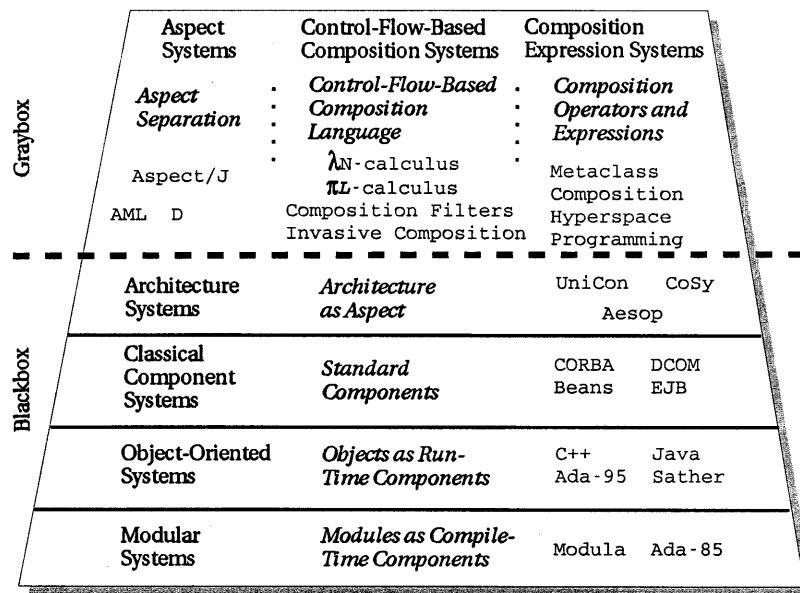 Aspect Systems
Control-Flow-Based Composition Systems
Composition Expression Systems
Aspect Separation
Control-Flow-Based Composition Language
Composition Operators and Expressions
Aspect/J
AML D
λN-calculus
πL-calculus
Composition Filters
Invasive Composition
Metaclass
Composition
Hyperspace
Programming
Graybox
Architecture Systems
Architecture as Aspect
UniCon CoSy
Aesop
Classical Component Systems
Standard Components
CORBA DCOM
Beans EJB
Object-Oriented Systems
Objects as Run-Time Components
C++ Java
Ada-95 Sather
Modular Systems
Modules as Compile-Time Components
Modula Ada-85
Blackbox